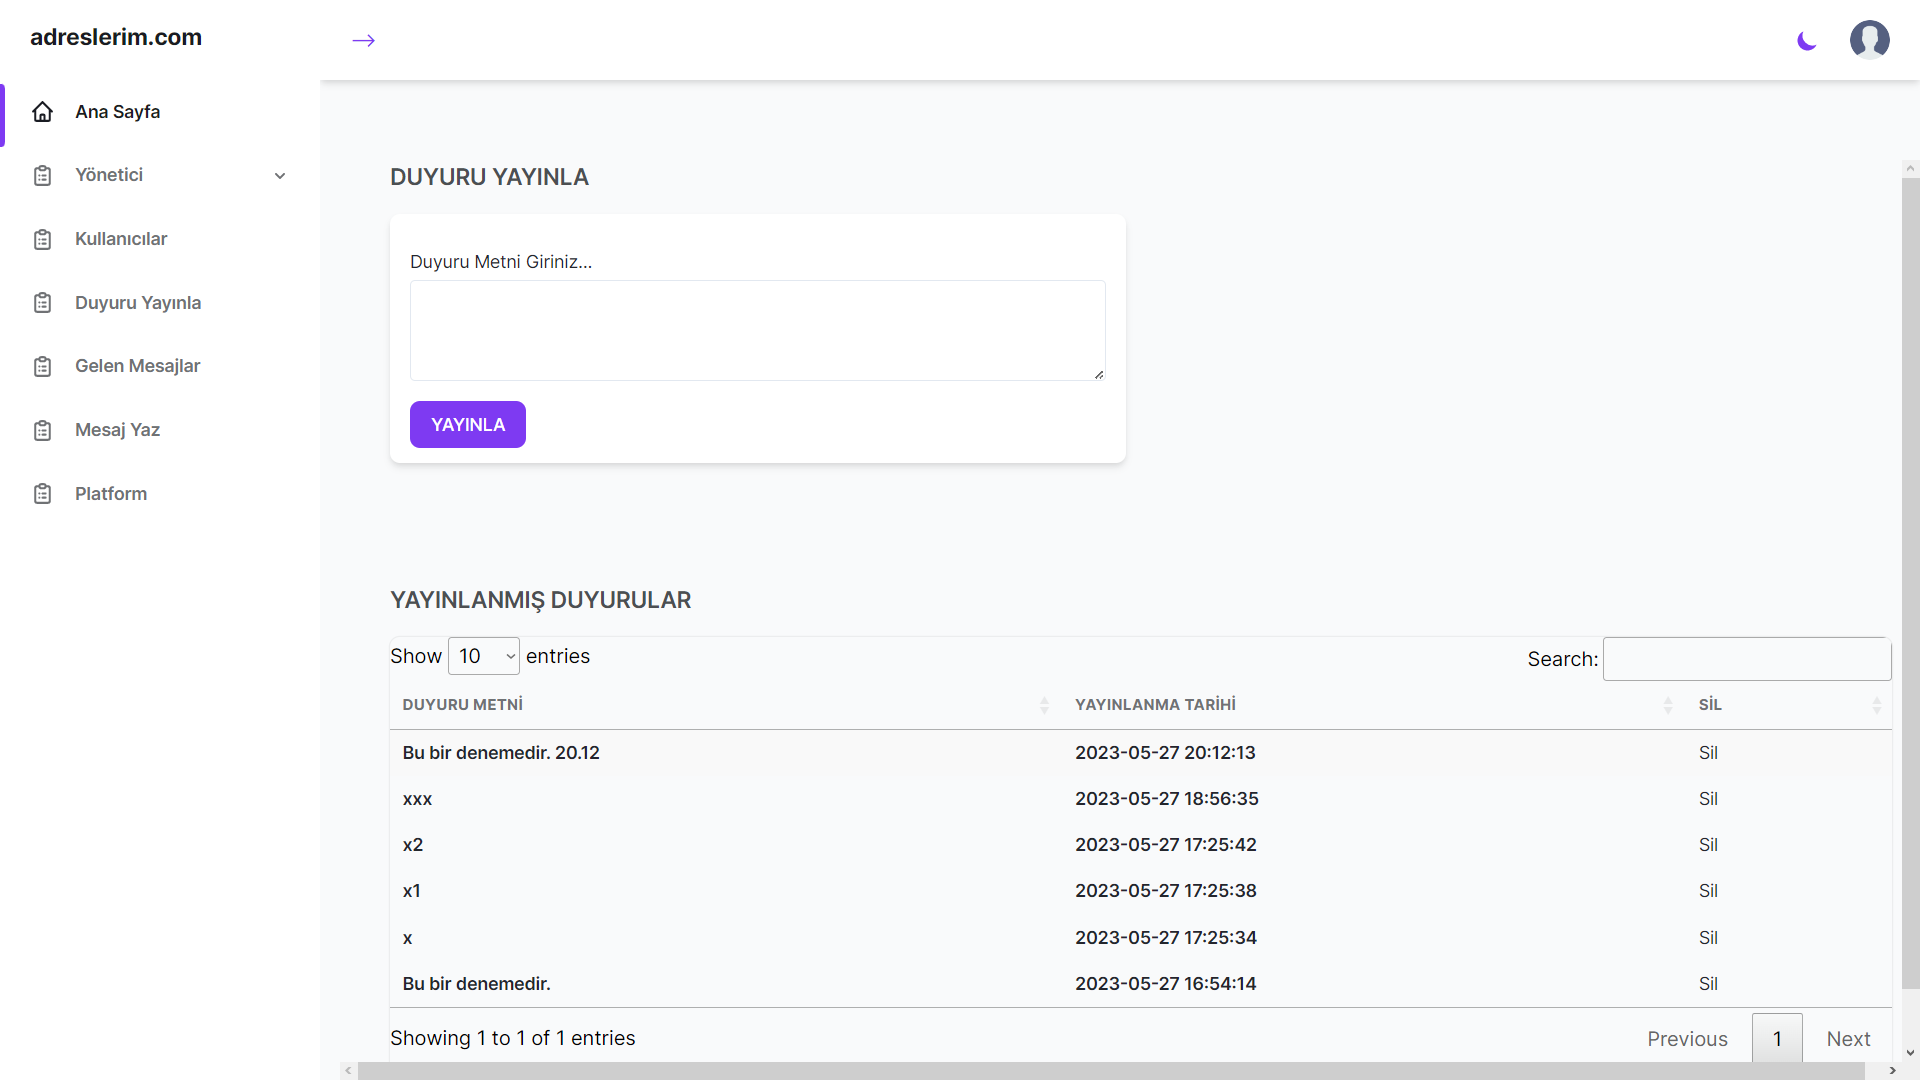 adreslerim.com
Ana Sayfa
Yönetici
Kullanıcılar
Duyuru Yayınla
Gelen Mesajlar
Mesaj Yaz
Platform
DUYURU YAYINLA
Duyuru Metni Giriniz...
YAYINLA
YAYINLANMIŞ DUYURULAR
Show 10 entries Search:
DUYURU METNİ YAYINLANMA TARİHİ SİL
Bu bir denemedir. 20.12 2023-05-27 20:12:13 Sil
xxx 2023-05-27 18:56:35 Sil
x2 2023-05-27 17:25:42 Sil
x1 2023-05-27 17:25:38 Sil
x 2023-05-27 17:25:34 Sil
Bu bir denemedir. 2023-05-27 16:54:14 Sil
Showing 1 to 1 of 1 entries Previous 1 Next